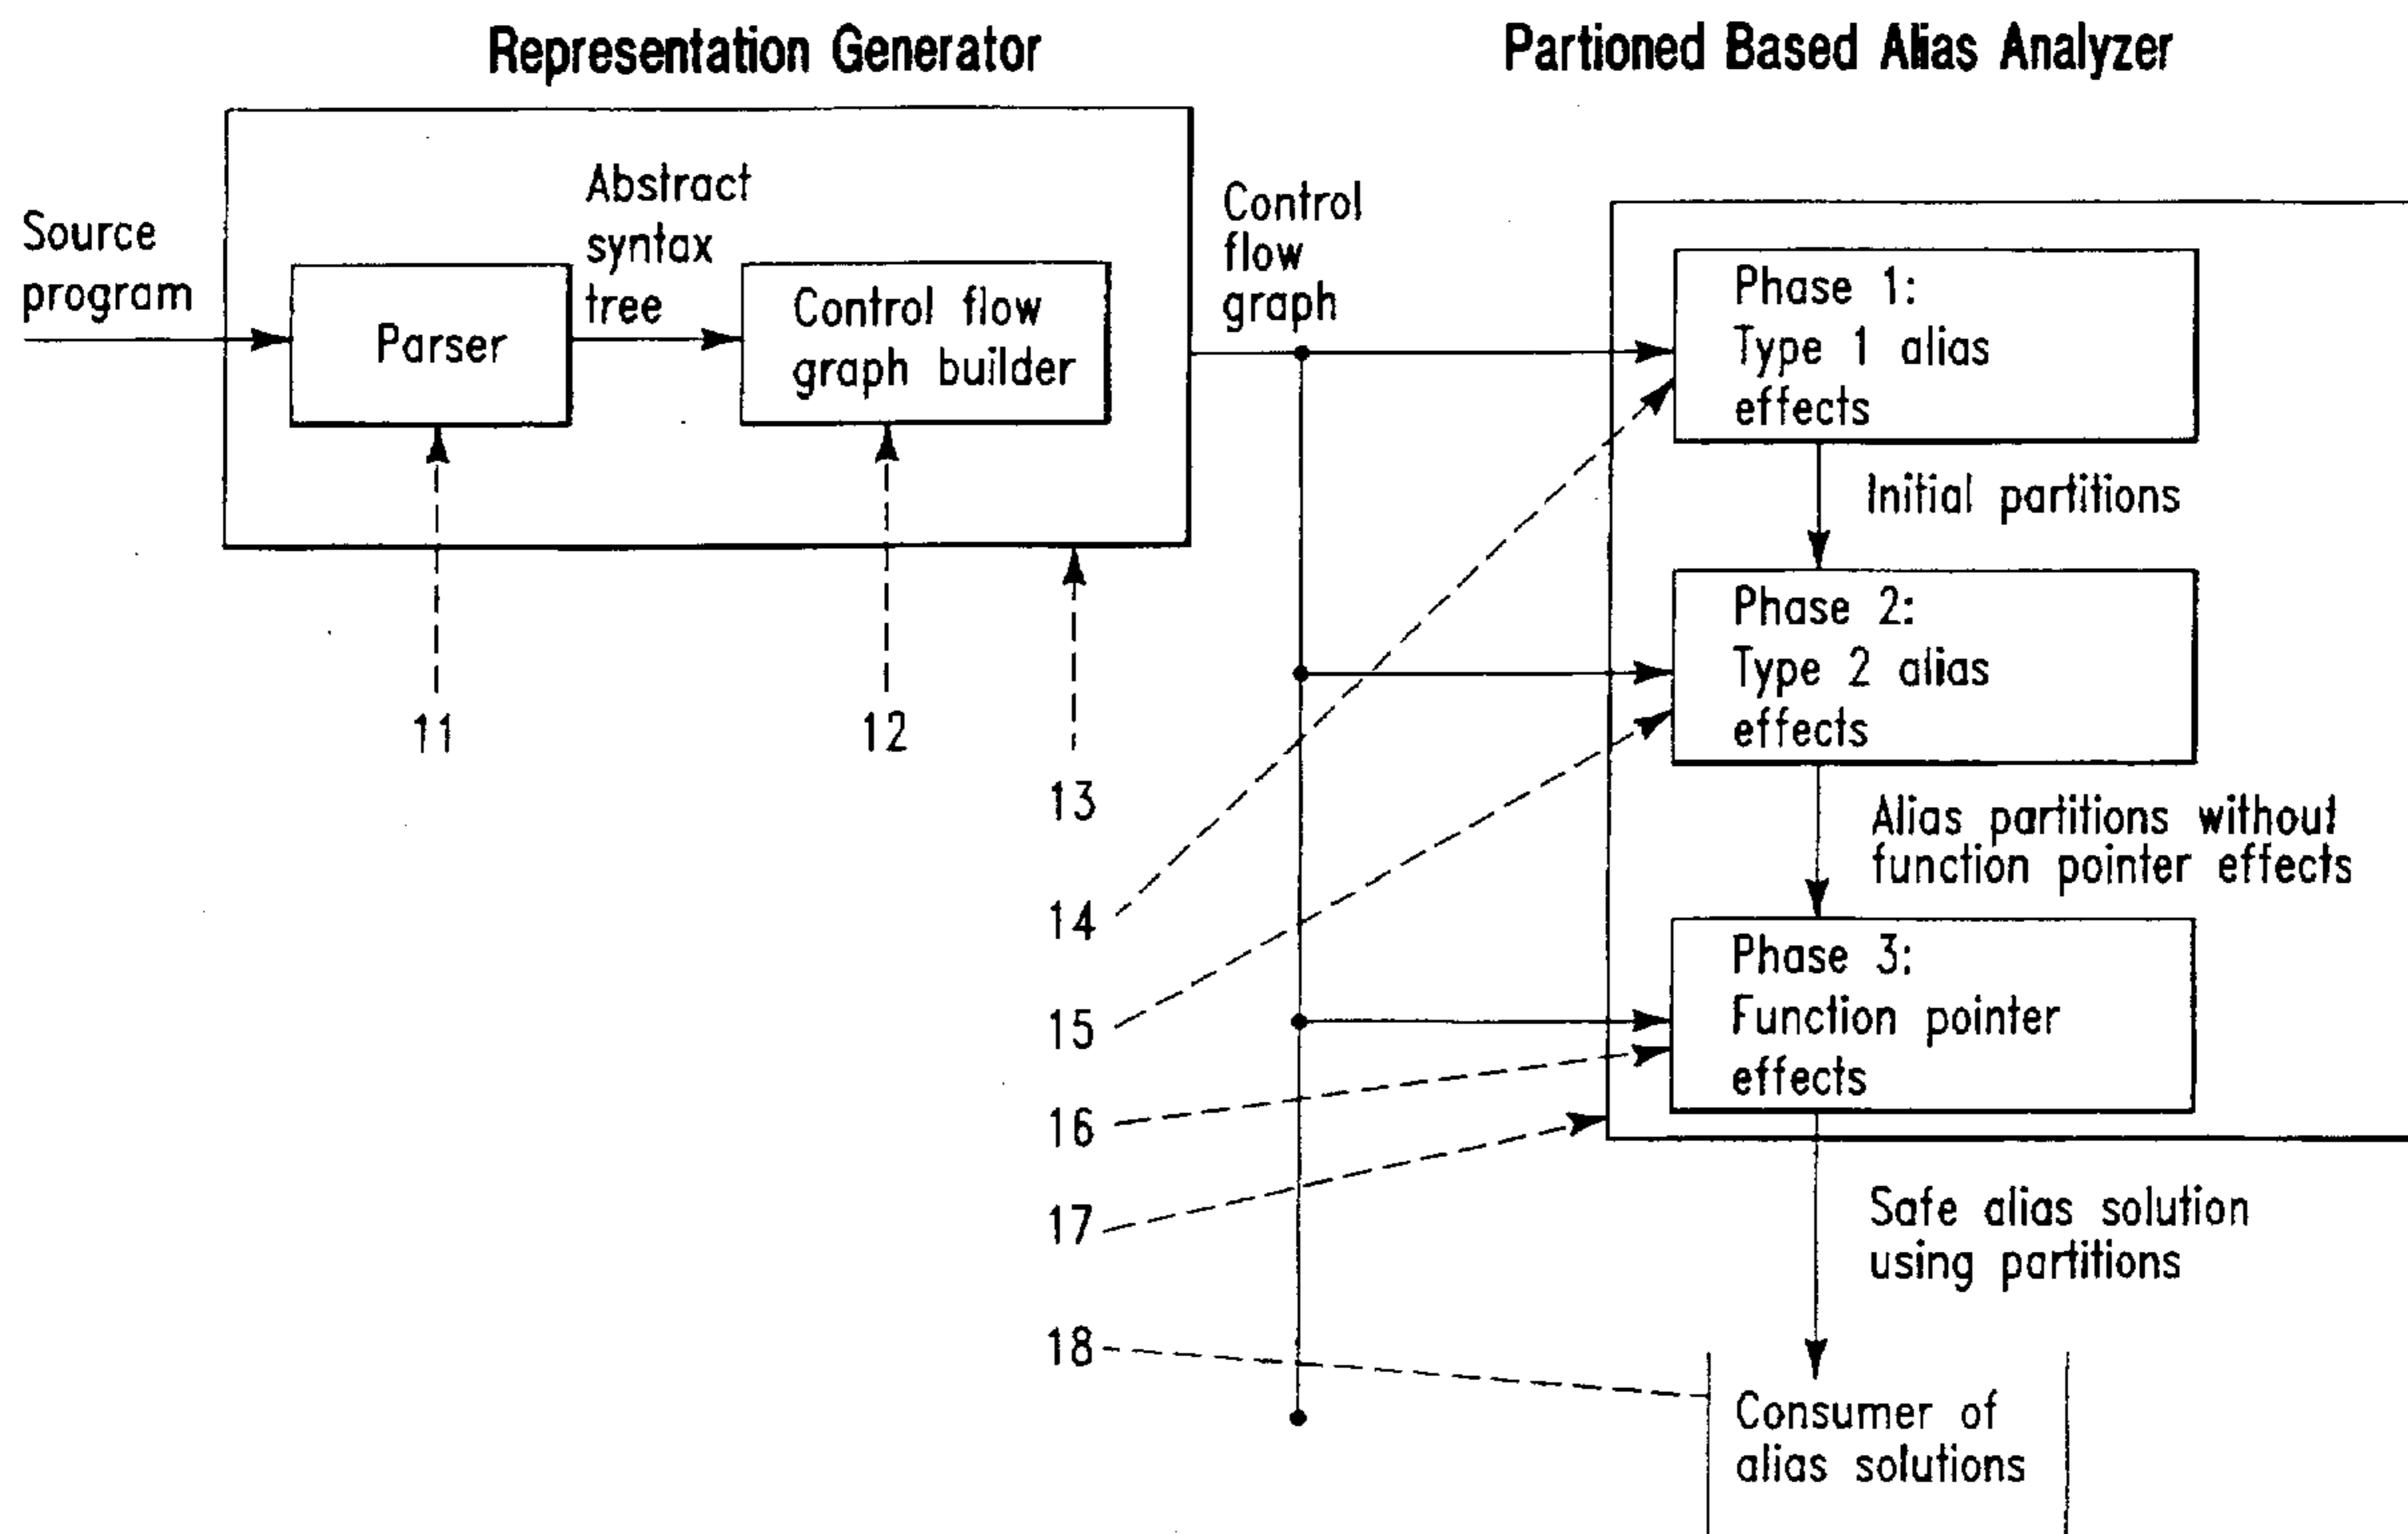 Representation Generator
Partioned Based Alias Analyzer
Source
program
Parser
Abstract
syntax
tree
Control flow
graph builder
Control
flow
graph
Phase 1:
Type 1 alias
effects
Initial partitions
Phase 2:
Type 2 alias
effects
Alias partitions without
function pointer effects
Phase 3:
Function pointer
effects
Safe alias solution
using partitions
Consumer of
alias solutions
11
12
13
14
15
16
17
18